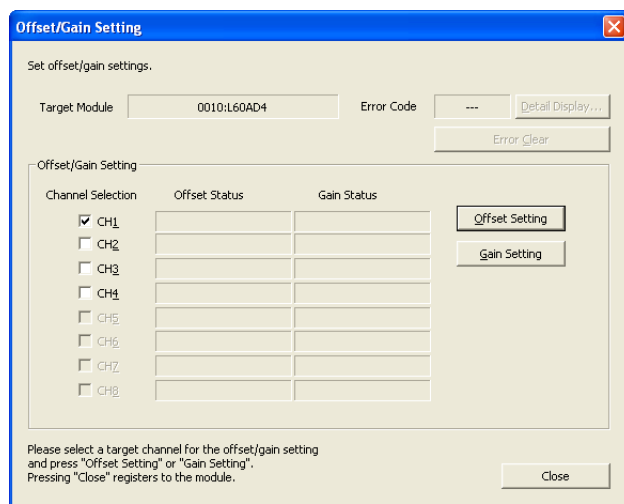 Offset/Gain Setting
Set offset/gain settings.
Target Module 0010:L60AD4 Error Code --- Detail Display...
Error Clear
Offset/Gain Setting
Channel Selection Offset Status Gain Status
CH1 Offset Setting
CH2 Gain Setting
CH3
CH4
CH5
CH6
CH7
CH8
Please select a target channel for the offset/gain setting
and press "Offset Setting" or "Gain Setting".
Pressing "Close" registers to the module.
Close